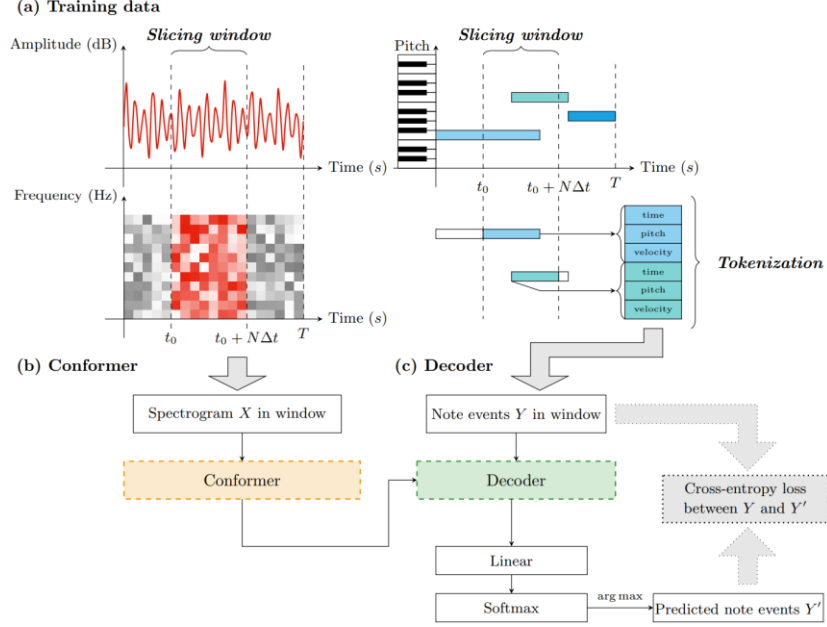 (a) Training data
Slicing window
Amplitude (dB)
Time (s)
Frequency (Hz)
Time (s)
t₀
t₀ + NΔt
T
Slicing window
Pitch
Time (s)
t₀
t₀ + NΔt
T
time
pitch
velocity
time
pitch
velocity
Tokenization
(b) Conformer
Spectrogram X in window
Conformer
(c) Decoder
Note events Y in window
Decoder
Linear
Softmax
arg max
Predicted note events Y′
Cross-entropy loss
between Y and Y′